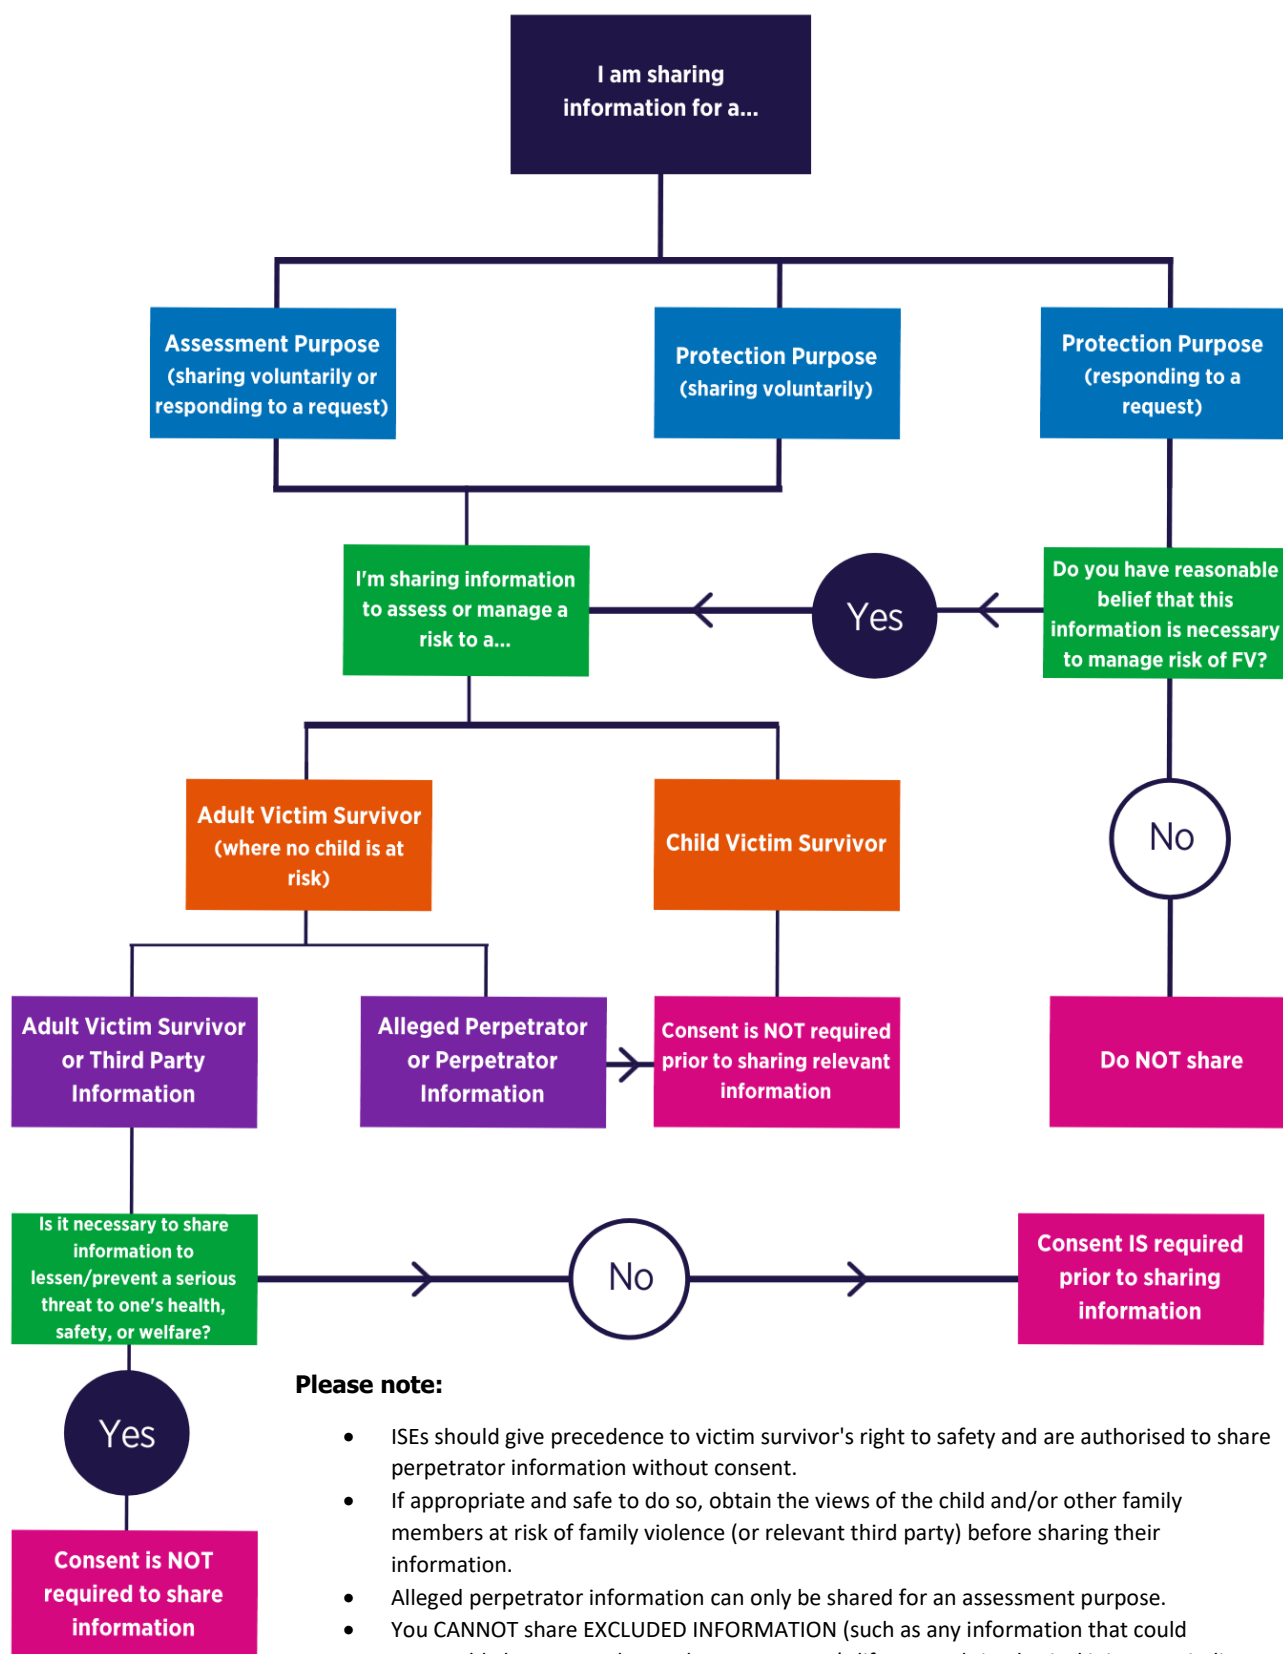 I am sharing
information for a...
Assessment Purpose
(sharing voluntarily or
responding to a request)
Protection Purpose
(sharing voluntarily)
Protection Purpose
(responding to a
request)
I'm sharing information
to assess or manage a
risk to a...
Yes
Do you have reasonable
belief that this
information is necessary
to manage risk of FV?
Adult Victim Survivor
(where no child is at
risk)
Child Victim Survivor
No
Adult Victim Survivor
or Third Party
Information
Alleged Perpetrator
or Perpetrator
Information
Consent is NOT required
prior to sharing relevant
information
Do NOT share
Is it necessary to share
information to
lessen/prevent a serious
threat to one's health,
safety, or welfare?
No
Consent IS required
prior to sharing
information
Yes
Consent is NOT
required to share
information
Please note:
• ISEs should give precedence to victim survivor's right to safety and are authorised to share
perpetrator information without consent.
• If appropriate and safe to do so, obtain the views of the child and/or other family
members at risk of family violence (or relevant third party) before sharing their
information.
• Alleged perpetrator information can only be shared for an assessment purpose.
• You CANNOT share EXCLUDED INFORMATION (such as any information that could